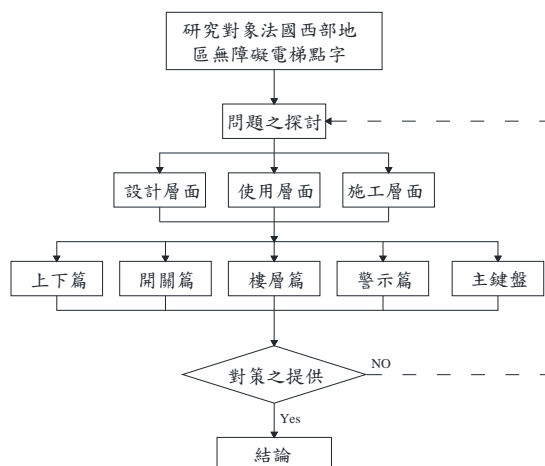 研究對象法國西部地
區無障礙電梯點字
問題之探討
設計層面
使用層面
施工層面
上下篇
開關篇
樓層篇
警示篇
主鍵盤
對策之提供
NO
Yes
結論